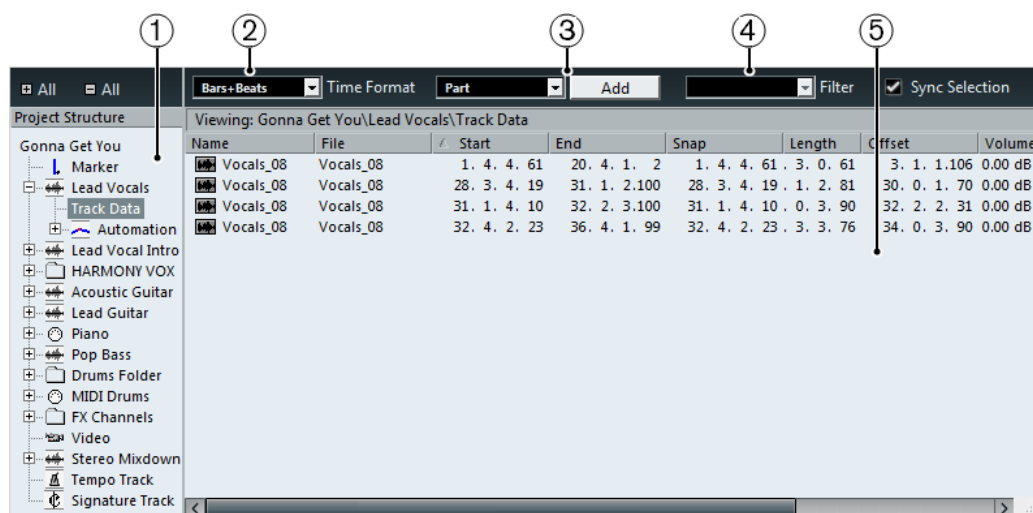 1 2 3 4 5
All All Bars+Beats Time Format Part Add Filter Sync Selection
Project Structure Viewing: Gonna Get You\Lead Vocals\Track Data
Name File Start End Snap Length Offset Volume
Vocals_08 Vocals_08 1. 4. 4. 61 20. 4. 1. 2 1. 4. 4. 61 . 3. 0. 61 3. 1. 1.106 0.00 dB
Vocals_08 Vocals_08 28. 3. 4. 19 31. 1. 2.100 28. 3. 4. 19 . 1. 2. 81 30. 0. 1. 70 0.00 dB
Vocals_08 Vocals_08 31. 1. 4. 10 32. 2. 3.100 31. 1. 4. 10 . 0. 3. 90 32. 2. 2. 31 0.00 dB
Vocals_08 Vocals_08 32. 4. 2. 23 36. 4. 1. 99 32. 4. 2. 23 . 3. 3. 76 34. 0. 3. 90 0.00 dB
Gonna Get You
Marker
Lead Vocals
Track Data
Automation
Lead Vocal Intro
HARMONY VOX
Acoustic Guitar
Lead Guitar
Piano
Pop Bass
Drums Folder
MIDI Drums
FX Channels
Video
Stereo Mixdown
Tempo Track
Signature Track